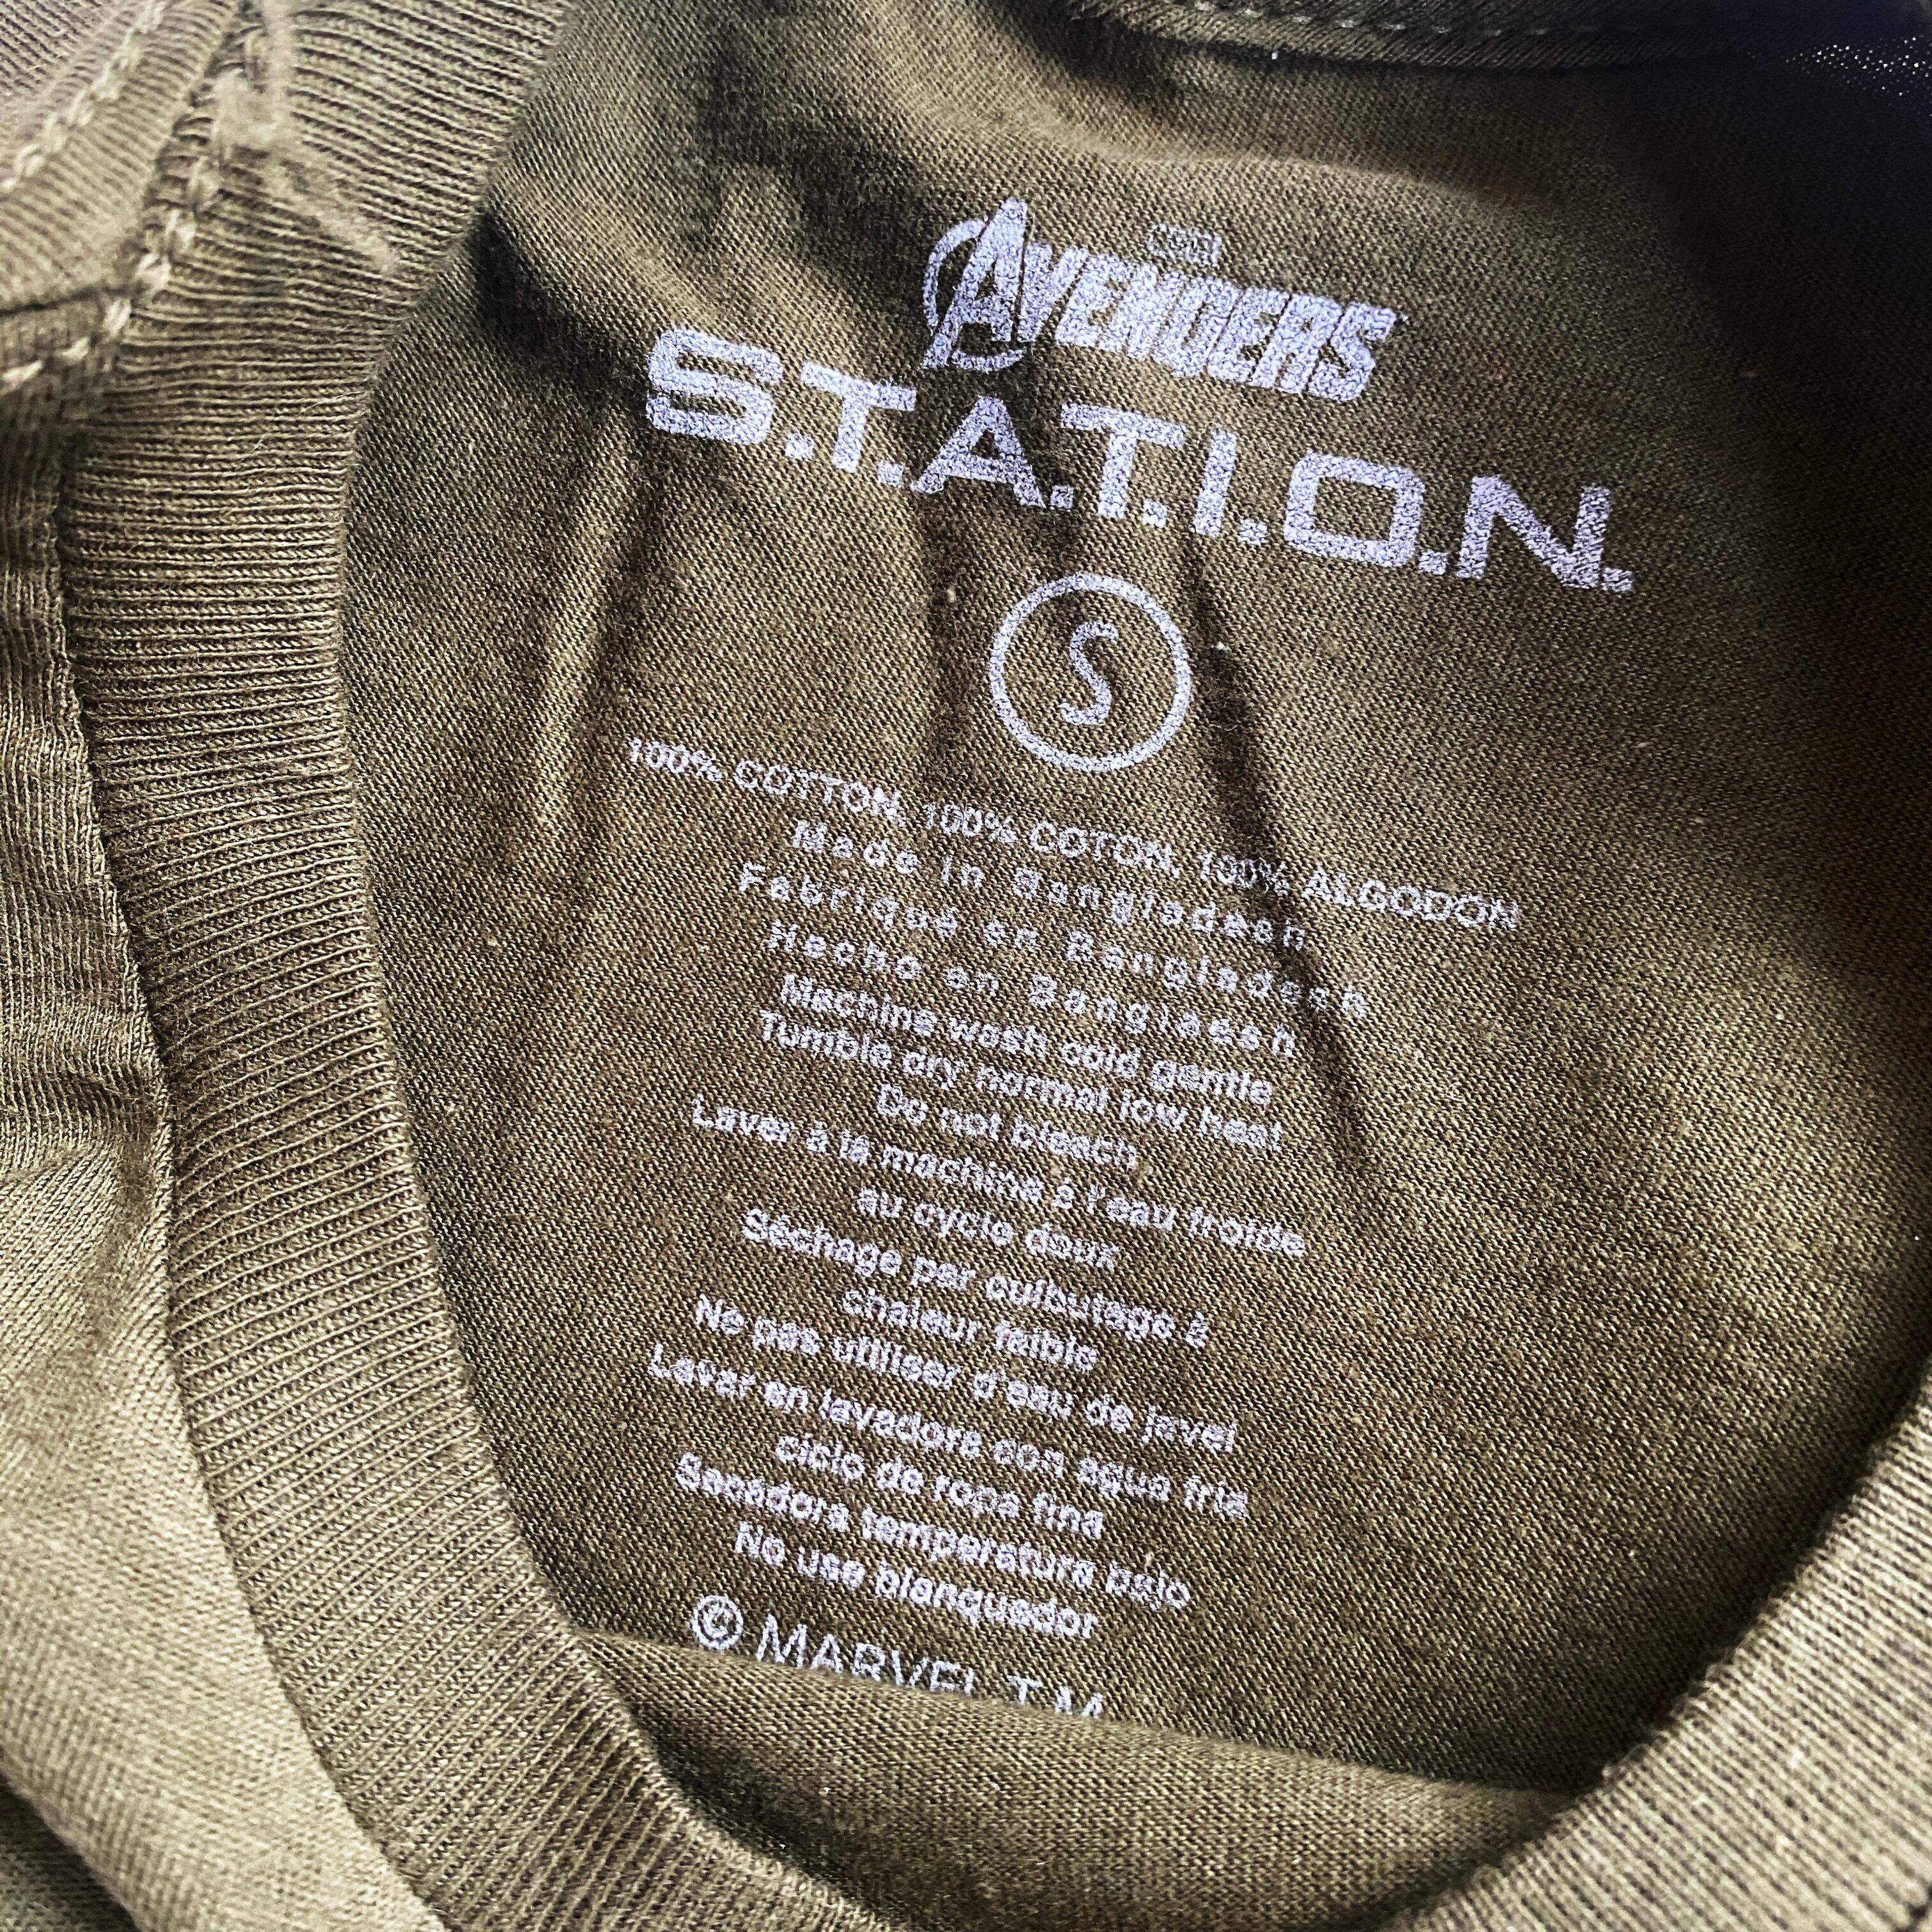 MARVEL
AVENGERS
S.T.A.T.I.O.N.
S
100% COTTON, 100% COTON, 100% ALGODON
Made in Bangladesh
Fabriqué en Bangladesh
Hecho en Banglaesh
Machine wash cold gentle
Tumble dry normal low heat
Do not bleach
Laver à la machine à l'eau froide
au cycle doux
Séchage par culbutage à
chaleur faible
Ne pas utiliser d'eau de javel
Lavar en lavadora con agua fria
ciclo de ropa fina
Secadora temperatura bajo
No use blanquador
© MARVEL T.M.